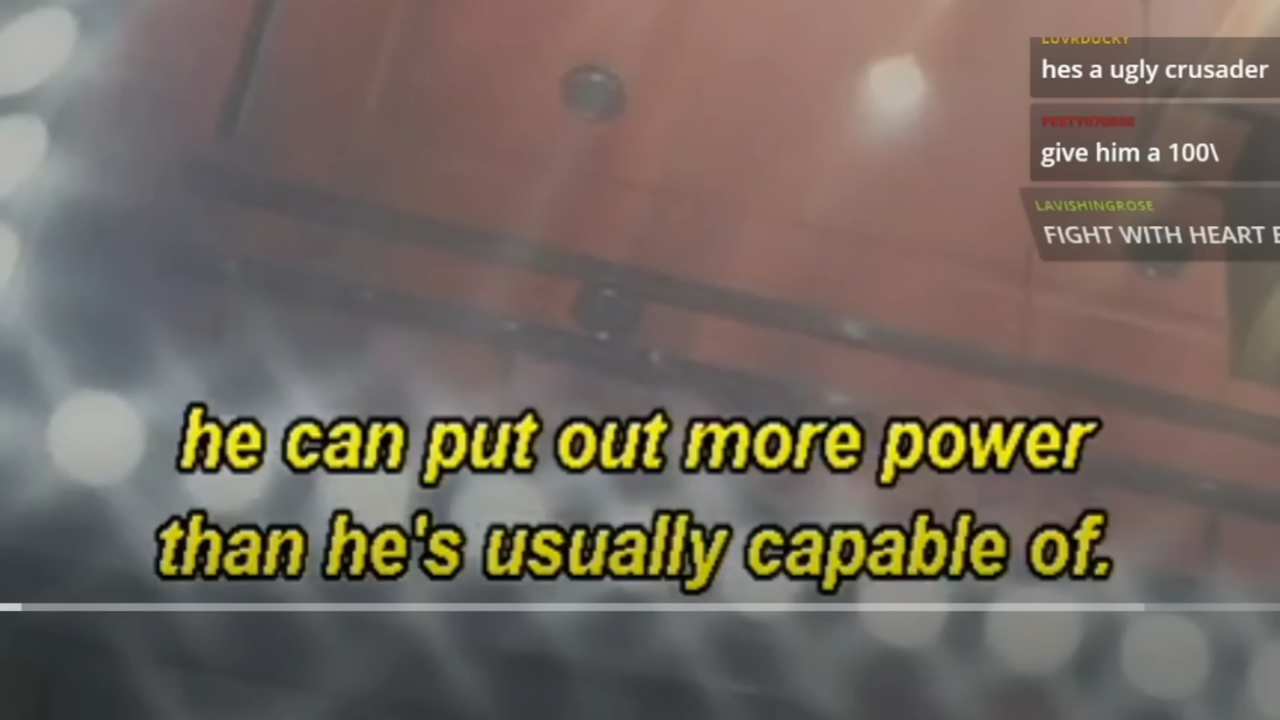 LUVRDUCKY
hes a ugly crusader
give him a 100\
LAVISHINGROSE
FIGHT WITH HEART
he can put out more power
than he's usually capable of.